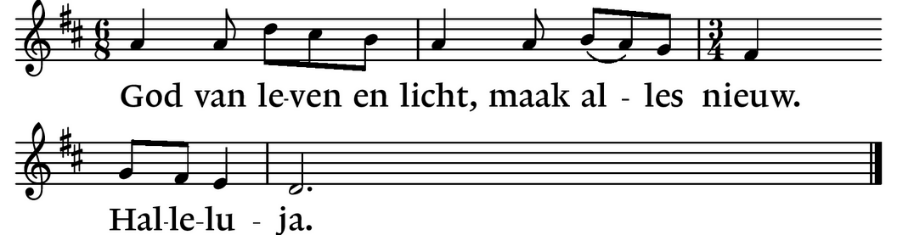 God van le-ven en licht, maak al - les nieuw.
Hal-le-lu - ja.